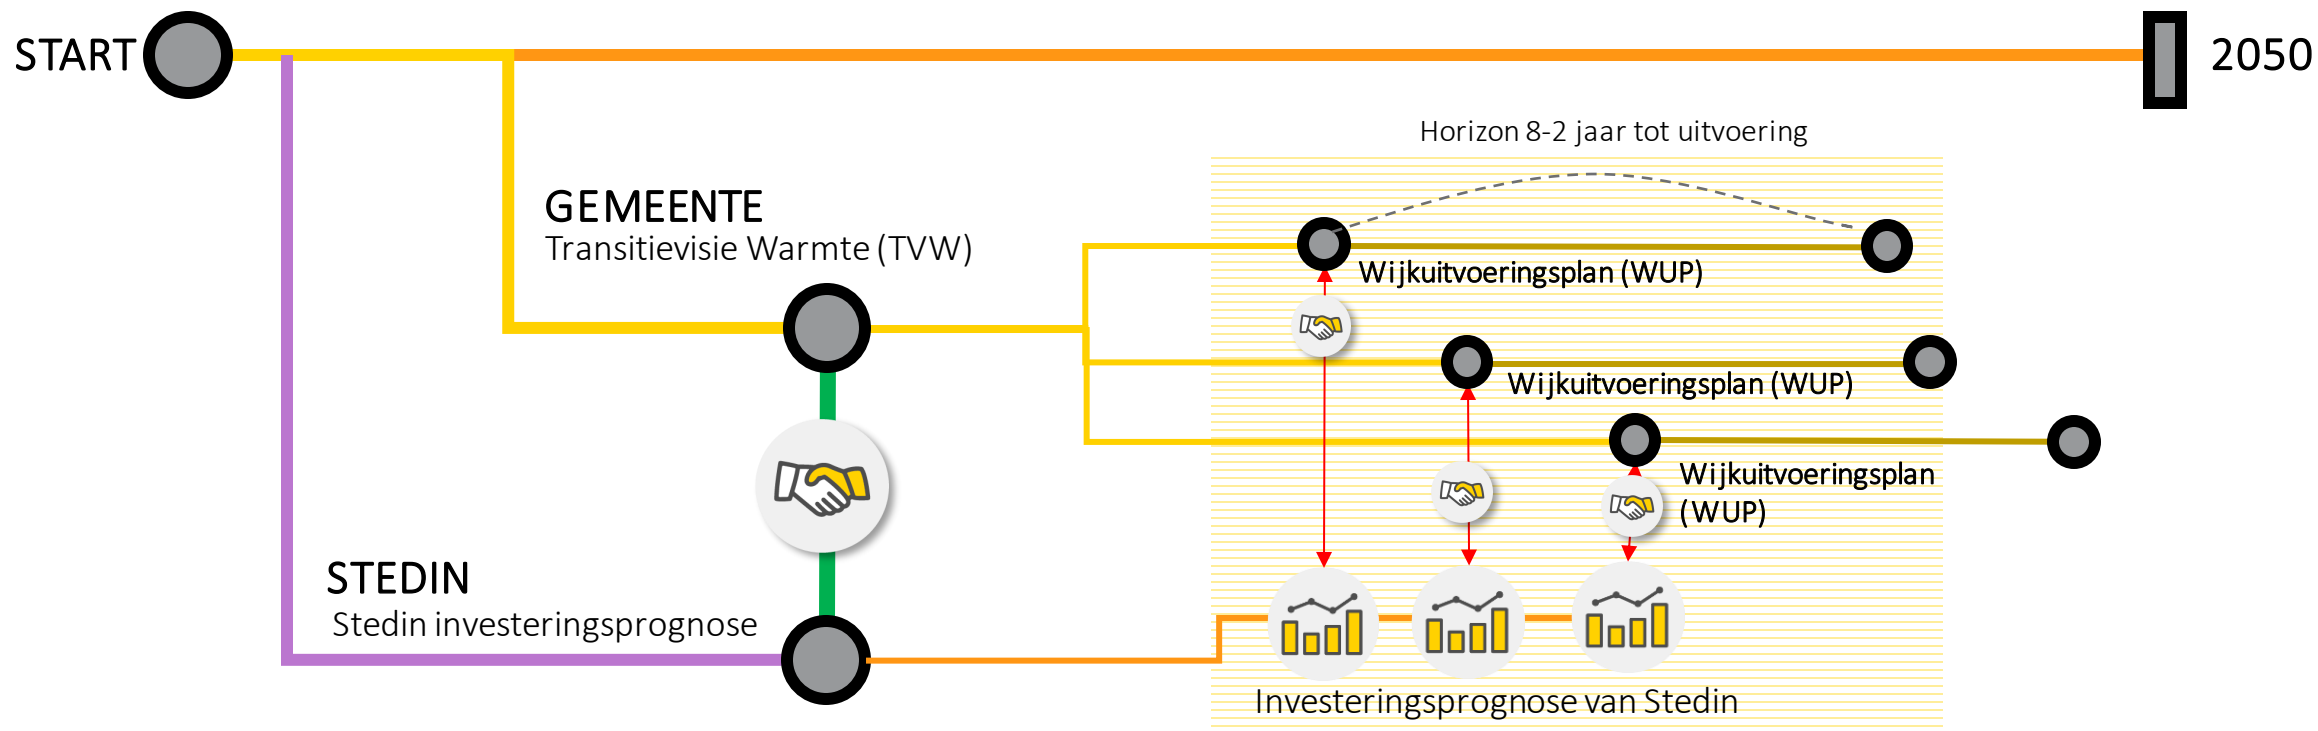 START
2050
Horizon 8-2 jaar tot uitvoering
GEMEENTE
Transitievisie Warmte (TVW)
Wijkuitvoeringsplan (WUP)
Wijkuitvoeringsplan (WUP)
Wijkuitvoeringsplan
(WUP)
STEDIN
Stedin investeringsprognose
Investeringsprognose van Stedin